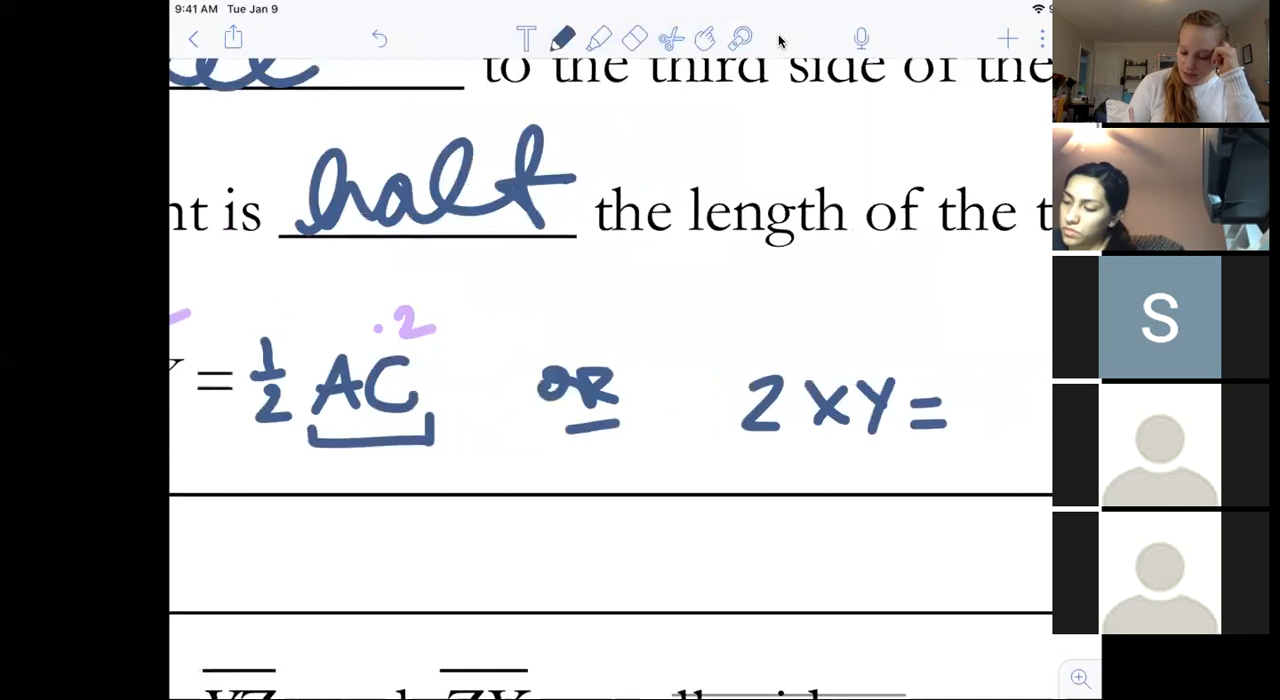 9:41 AM Tue Jan 9
to the third side of the
nt is half the length of the t
.2
= 1/2 AC OR 2XY =
S